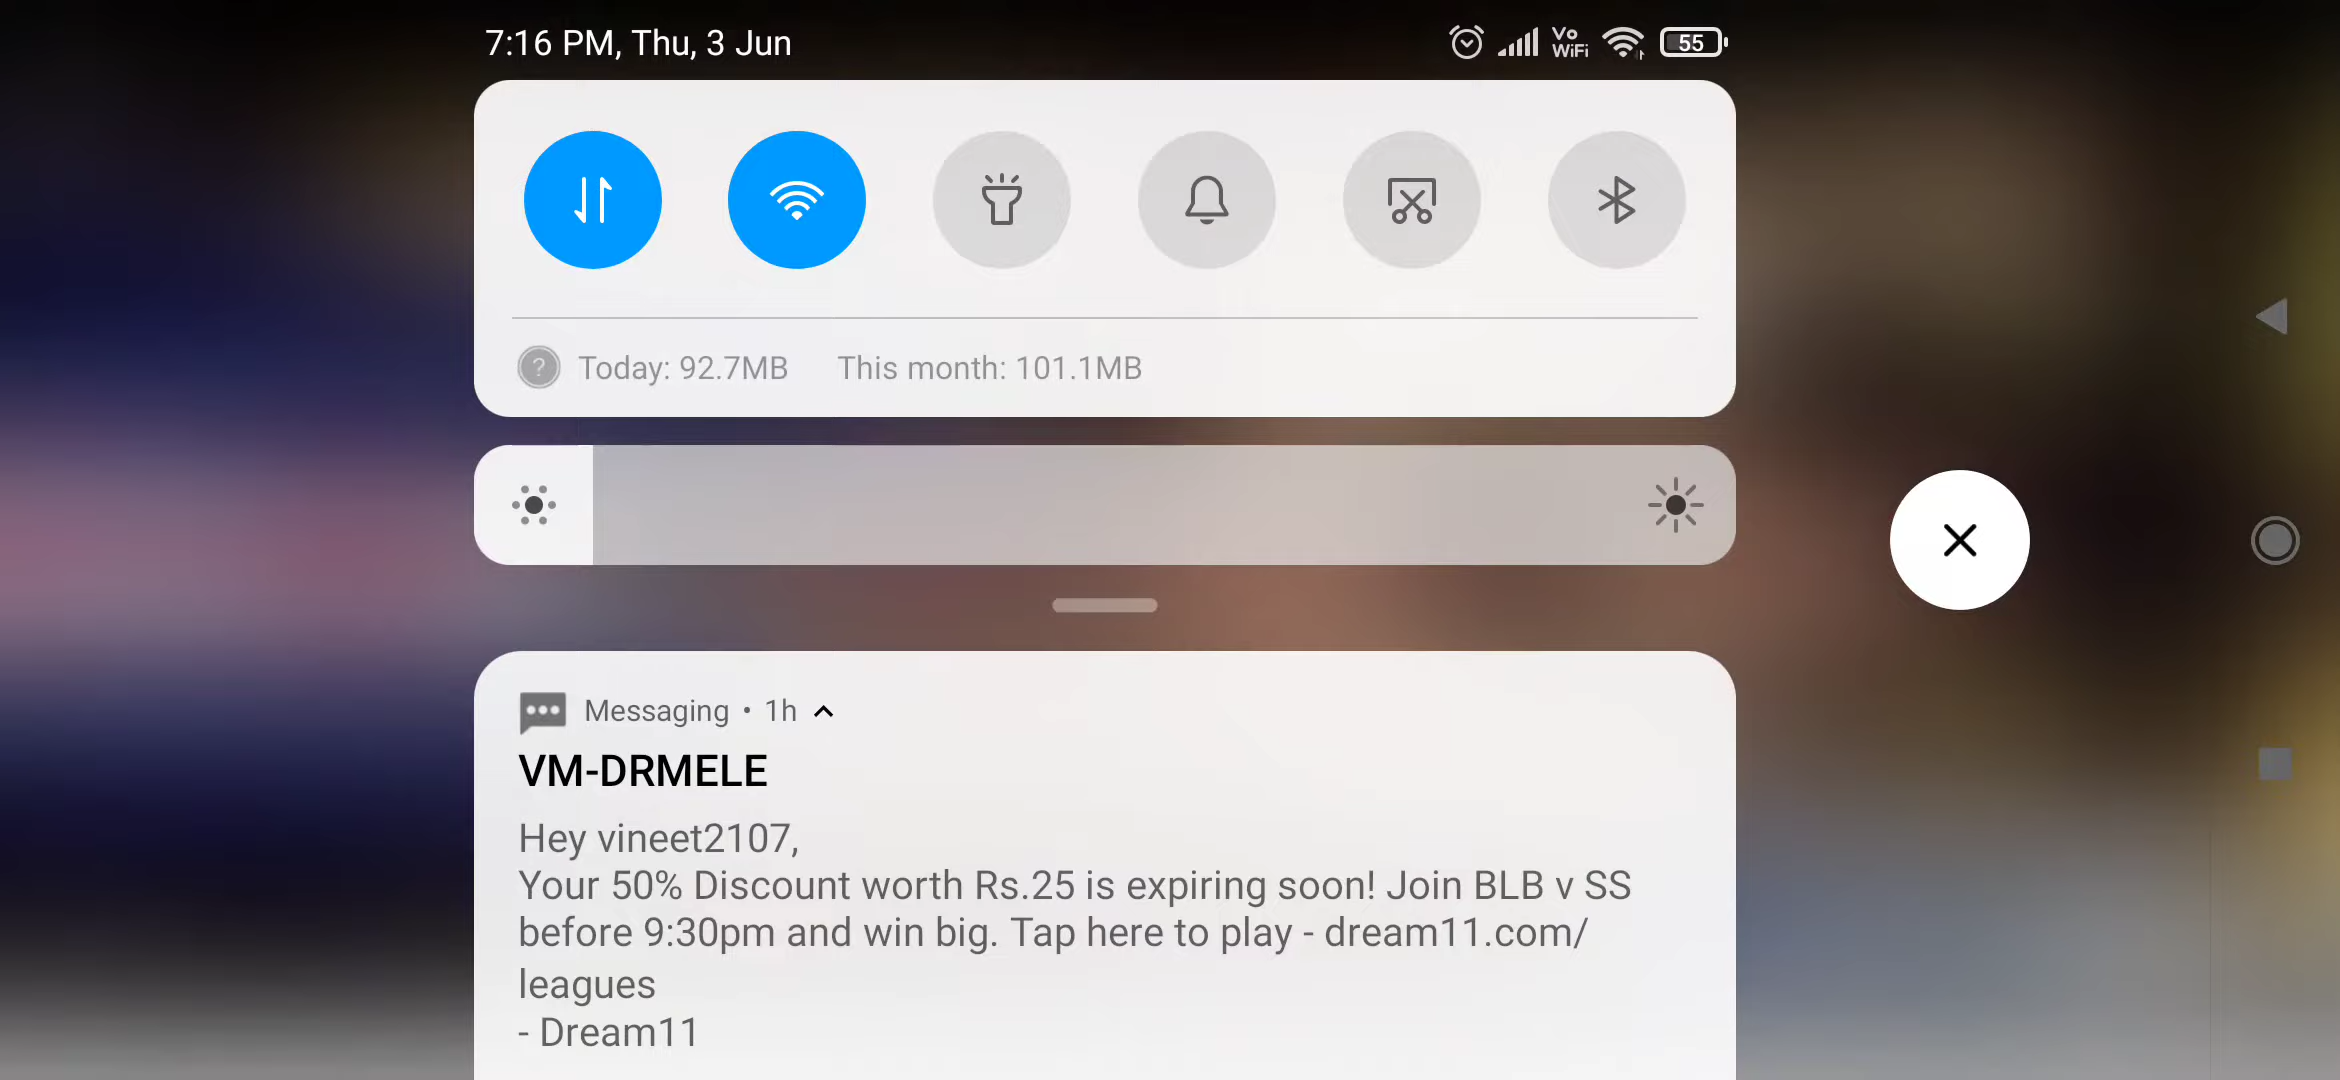 7:16 PM, Thu, 3 Jun
Vo
WiFi
55
? Today: 92.7MB This month: 101.1MB
Messaging • 1h
VM-DRMELE
Hey vineet2107,
Your 50% Discount worth Rs.25 is expiring soon! Join BLB v SS
before 9:30pm and win big. Tap here to play - dream11.com/
leagues
- Dream11